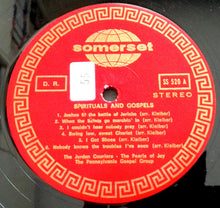 somerset
D. R.
SS 520 A
STEREO
SPIRITUALS AND GOSPELS
1. Joshua fit the battle of Jericho (arr. Kleiber)
2. When the Saints go marchin' in (arr. Kleiber)
3. I couldn't hear nobody pray (arr. Kleiber)
4. Swing low, sweet Chariot (arr. Kleiber)
5. I Got Shoes (arr. Kleiber)
6. Nobody knows the troubles I've seen (arr. Kleiber)
The Jordan Couriers - The Pearls of Joy
The Pennsylvania Gospel Group